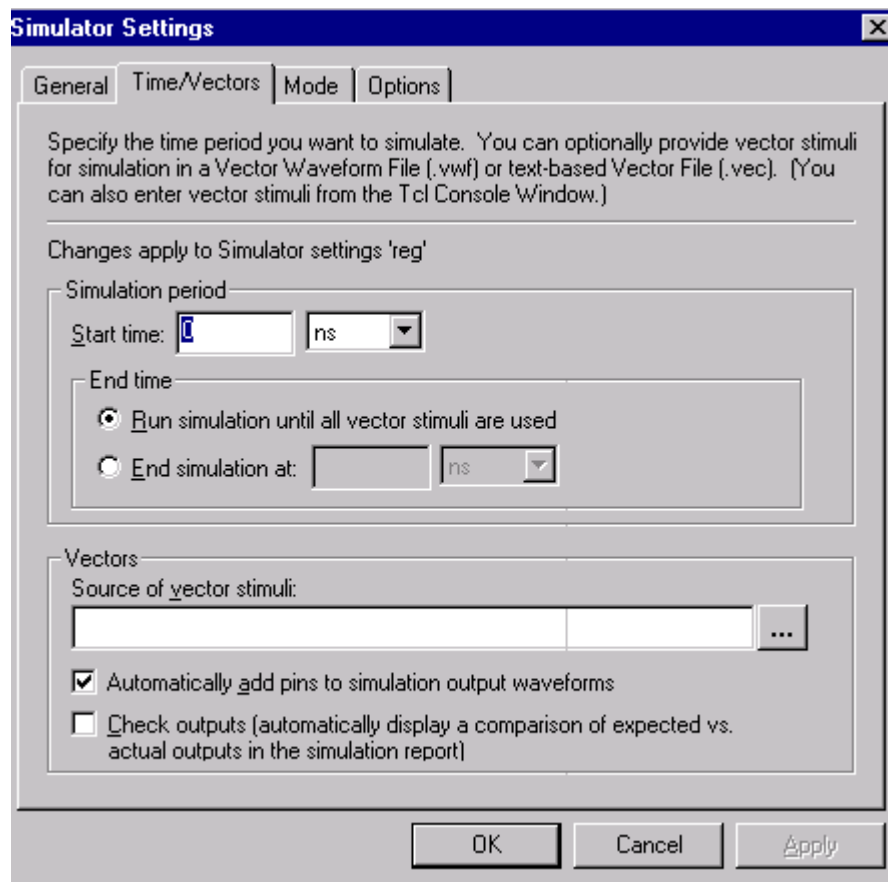 Simulator Settings
General Time/Vectors Mode Options
Specify the time period you want to simulate. You can optionally provide vector stimuli
for simulation in a Vector Waveform File (.vwf) or text-based Vector File (.vec). (You
can also enter vector stimuli from the Tcl Console Window.)
Changes apply to Simulator settings 'reg'
Simulation period
Start time: 0 ns
End time
Run simulation until all vector stimuli are used
End simulation at: ns
Vectors
Source of vector stimuli:
...
Automatically add pins to simulation output waveforms
Check outputs (automatically display a comparison of expected vs.
actual outputs in the simulation report)
OK Cancel Apply